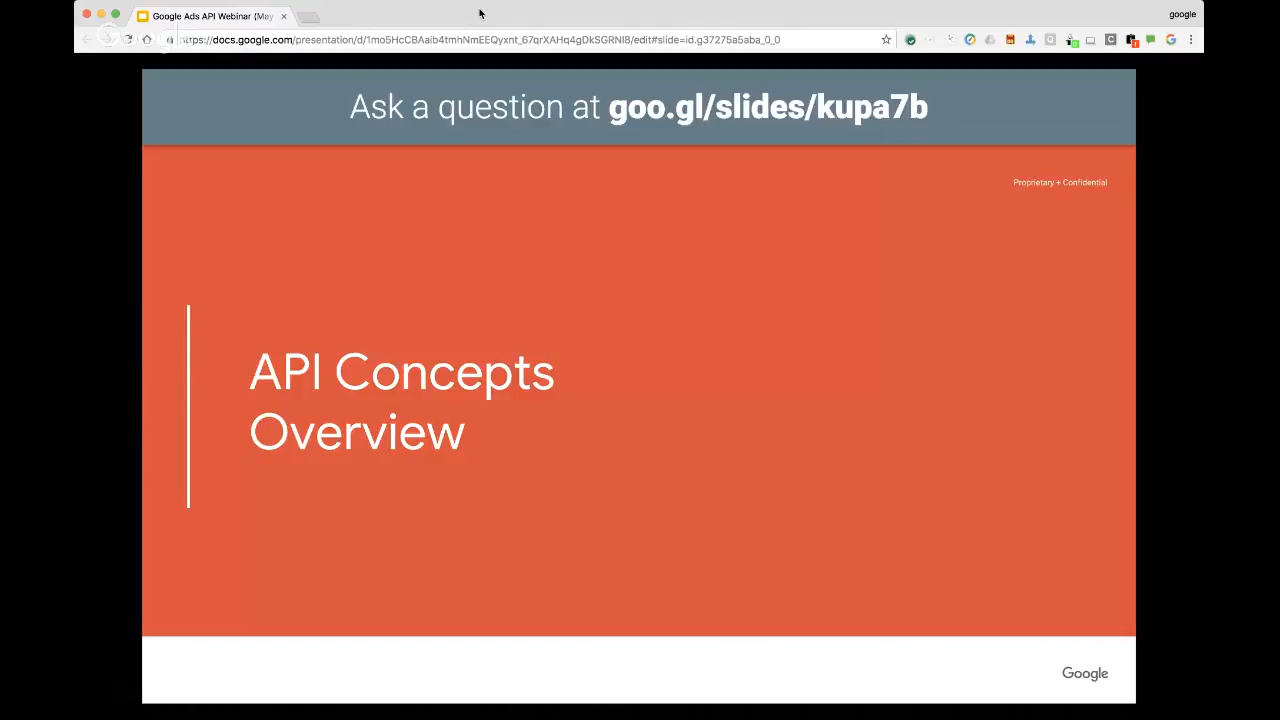 Google Ads API Webinar (May
google
https://docs.google.com/presentation/d/1mo5HcCBAaib4tmhNmEEQyxnt_67qrXAHq4gDkSGRNI8/edit#slide=id.g37275a5aba_0_0
Ask a question at goo.gl/slides/kupa7b
Proprietary + Confidential
API Concepts
Overview
Google